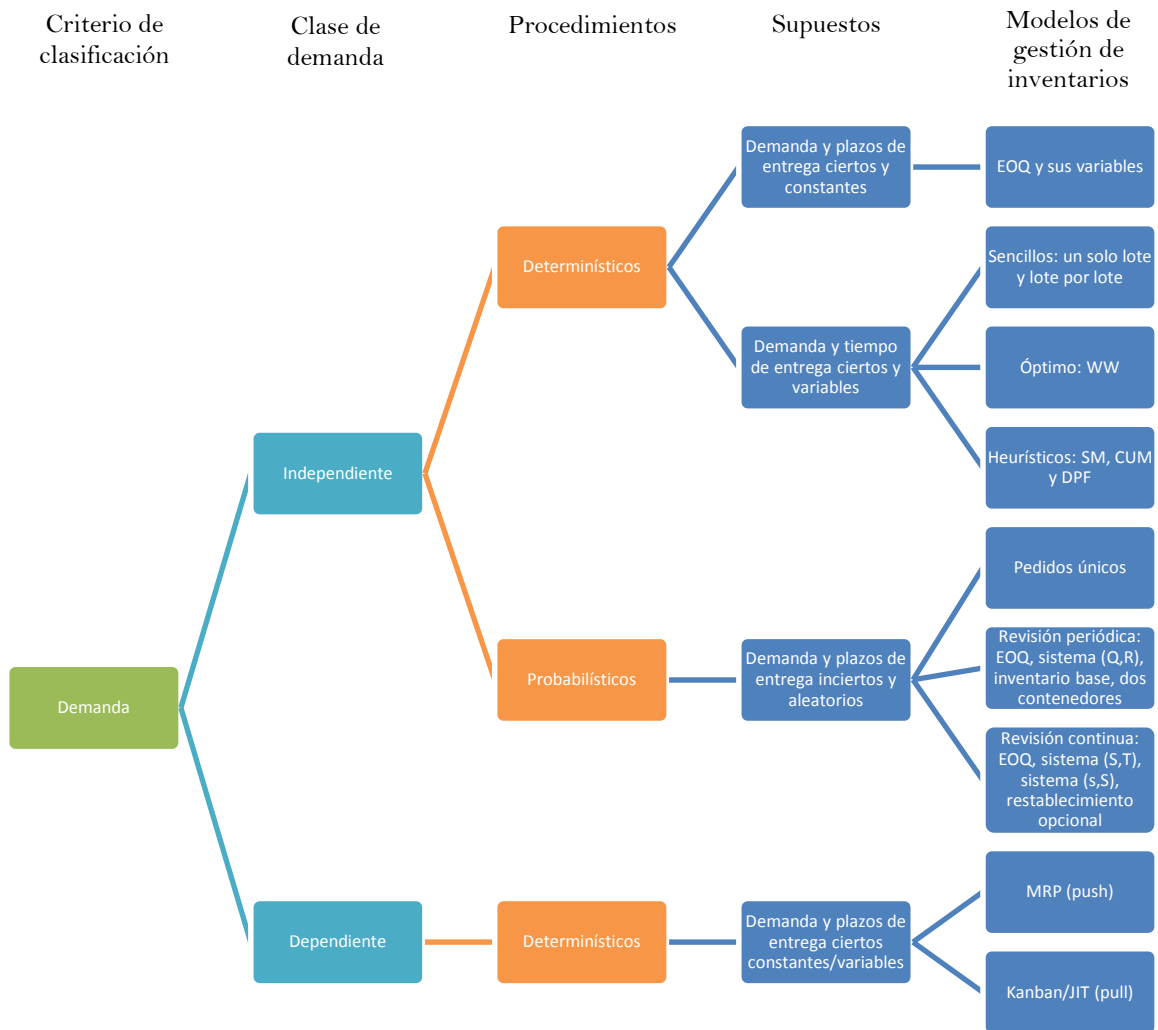 Criterio de
clasificación
Clase de
demanda
Procedimientos
Supuestos
Modelos de
gestión de
inventarios
Demanda
Independiente
Dependiente
Determinísticos
Probabilísticos
Determinísticos
Demanda y plazos de
entrega ciertos y
constantes
Demanda y tiempo
de entrega ciertos y
variables
Demanda y plazos de
entrega inciertos y
aleatorios
Demanda y plazos de
entrega ciertos
constantes/variables
EOQ y sus variables
Sencillos: un solo lote
y lote por lote
Óptimo: WW
Heurísticos: SM, CUM
y DPF
Pedidos únicos
Revisión periódica:
EOQ, sistema (Q,R),
inventario base, dos
contenedores
Revisión continua:
EOQ, sistema (S,T),
sistema (s,S),
restablecimiento
opcional
MRP (push)
Kanban/JIT (pull)